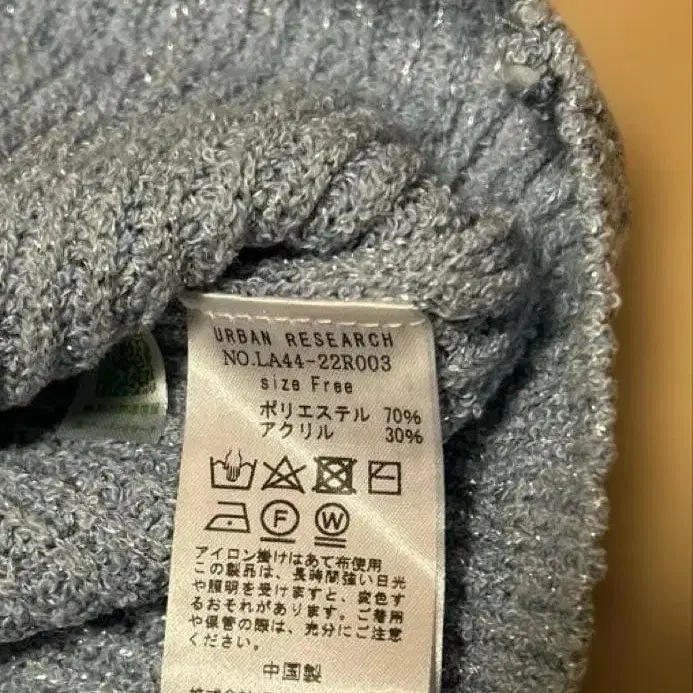 URBAN RESEARCH
NO.LA44-22R003
size Free
ポリエステル 70%
アクリル 30%
F W
アイロン掛けはあて布使用
この製品は、長時間強い日光
や照明を受けますと、変色す
るおそれがあります。ご着用
や保管の際は、充分にご注意
ください。
中国製
株式会社